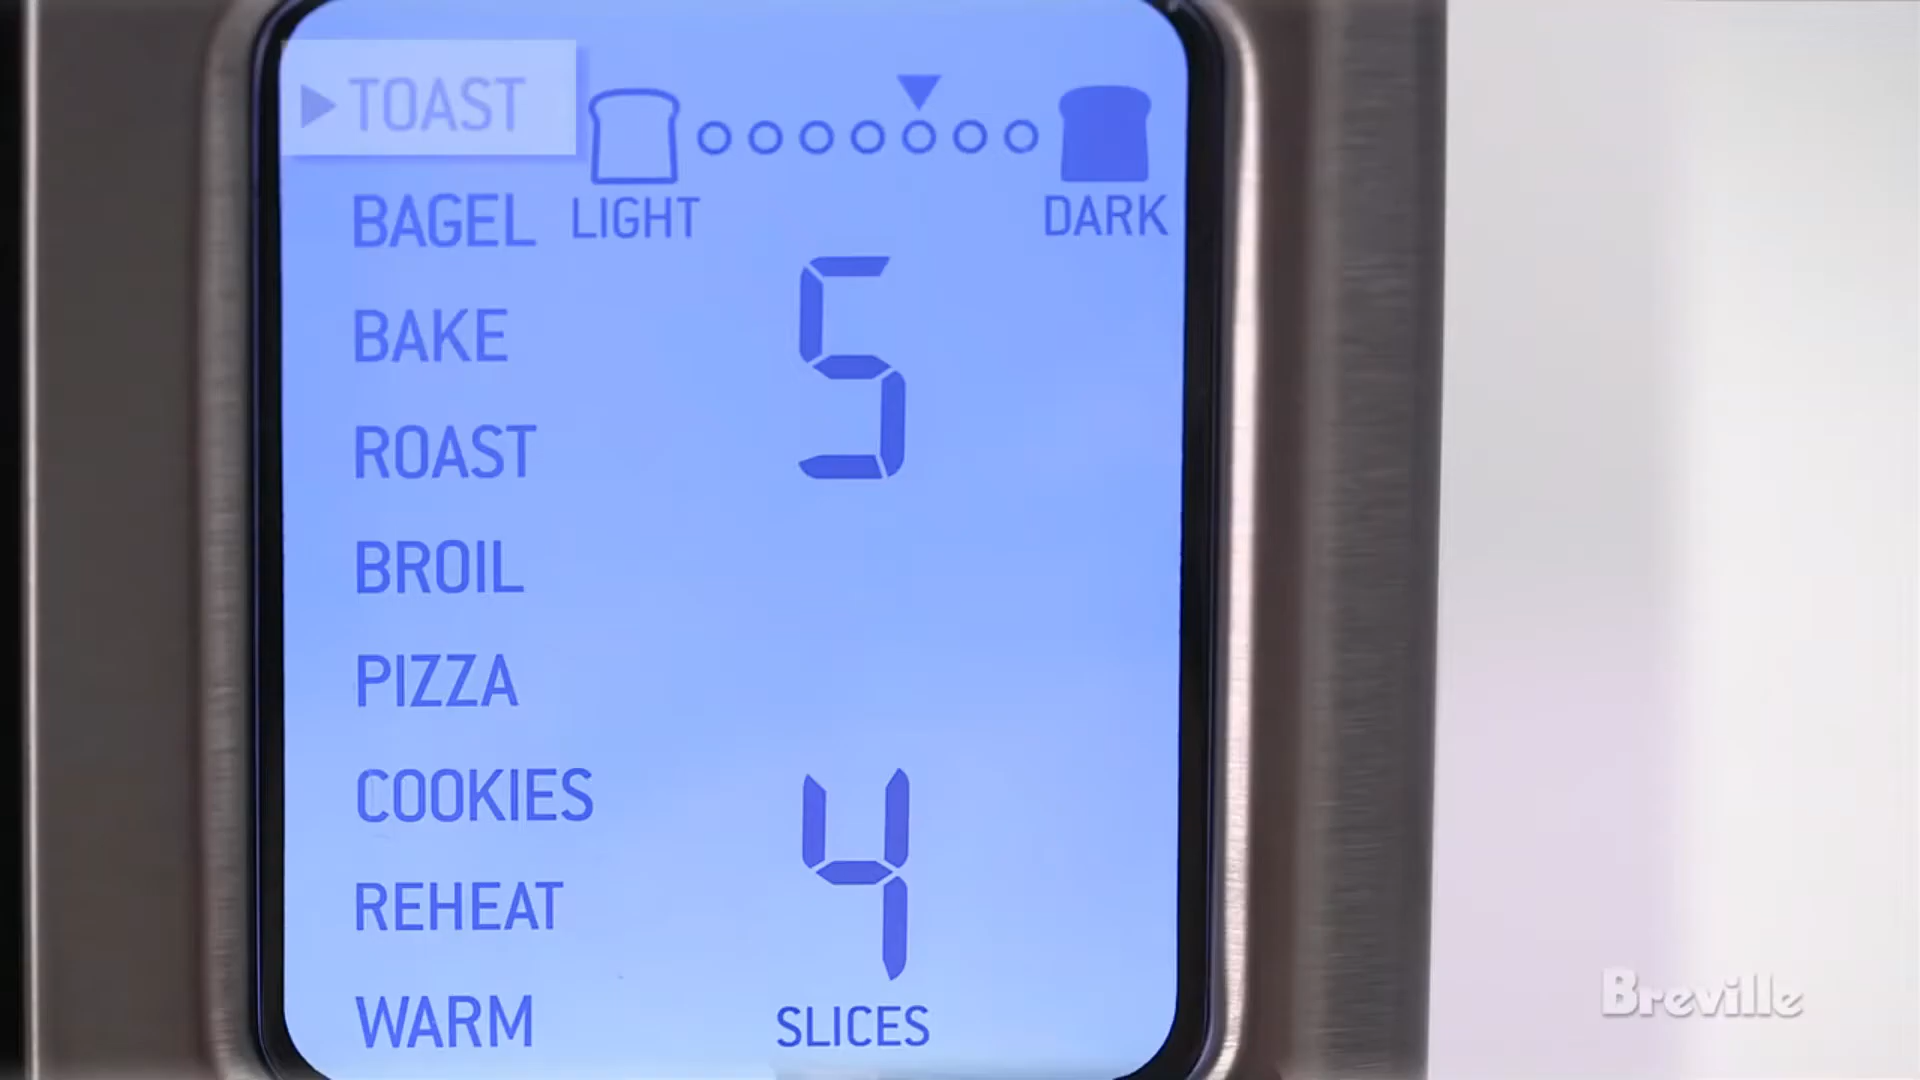 TOAST
BAGEL LIGHT DARK
5
BAKE
ROAST
BROIL
PIZZA
COOKIES
4
REHEAT
WARM SLICES
Breville